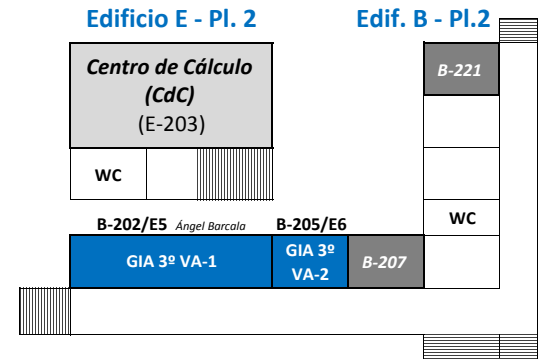 Edificio E - Pl. 2
Edif. B - Pl.2
Centro de Cálculo
(CdC)
(E-203)
B-221
WC
WC
B-202/E5 Ángel Barcala
B-205/E6
GIA 3º VA-1
GIA 3º
VA-2
B-207